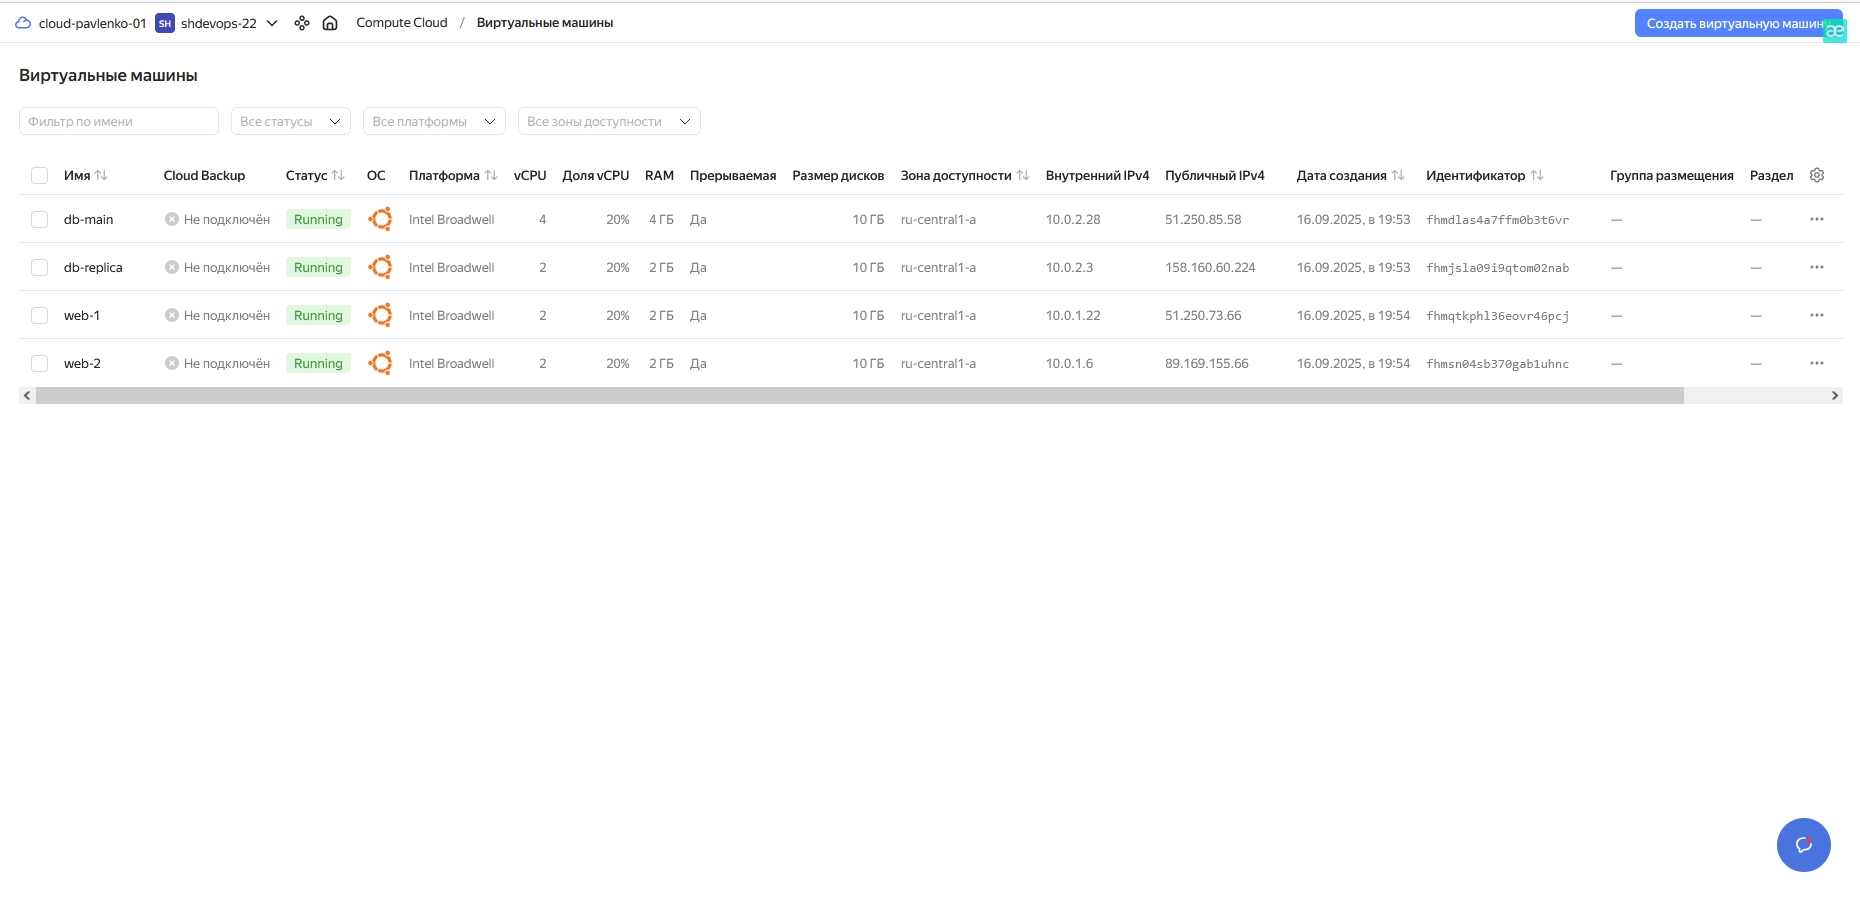 cloud-pavlenko-01 SH shdevops-22 Compute Cloud / Виртуальные машины
Создать виртуальную машин æ
Виртуальные машины
Фильтр по имени Все статусы Все платформы Все зоны доступности
Имя Cloud Backup Статус ОС Платформа vCPU Доля vCPU RAM Прерываемая Размер дисков Зона доступности Внутренний IPv4 Публичный IPv4 Дата создания Идентификатор Группа размещения Раздел
db-main Не подключён Running Intel Broadwell 4 20% 4 ГБ Да 10 ГБ ru-central1-a 10.0.2.28 51.250.85.58 16.09.2025, в 19:53 fhmdlas4a7ffm0b3t6vr — —
db-replica Не подключён Running Intel Broadwell 2 20% 2 ГБ Да 10 ГБ ru-central1-a 10.0.2.3 158.160.60.224 16.09.2025, в 19:53 fhmjsla09i9qtom02nab — —
web-1 Не подключён Running Intel Broadwell 2 20% 2 ГБ Да 10 ГБ ru-central1-a 10.0.1.22 51.250.73.66 16.09.2025, в 19:54 fhmqtkphl36eovr46pcj — —
web-2 Не подключён Running Intel Broadwell 2 20% 2 ГБ Да 10 ГБ ru-central1-a 10.0.1.6 89.169.155.66 16.09.2025, в 19:54 fhmsn04sb370gab1uhnc — —